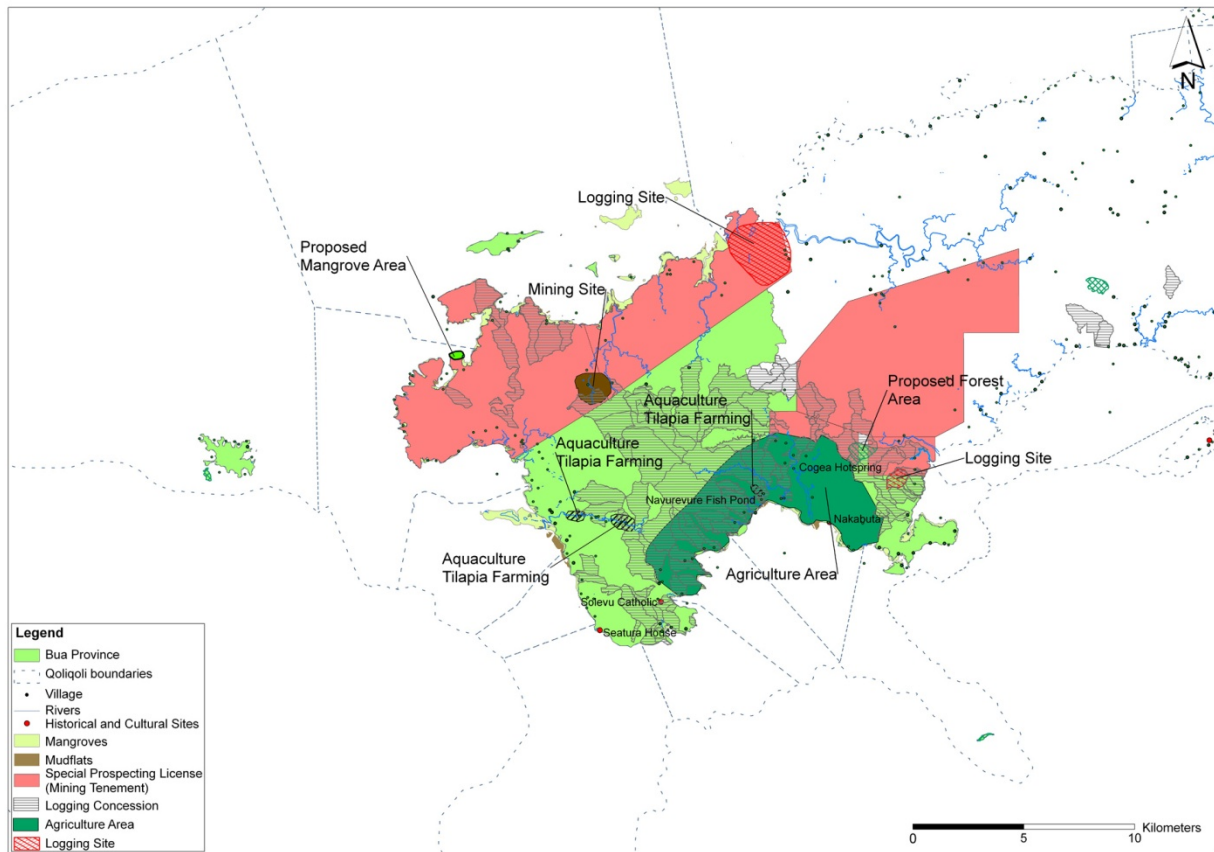 N
Logging Site
Proposed
Mangrove Area
Mining Site
Proposed Forest
Area
Aquaculture
Tilapia Farming
Aquaculture
Tilapia Farming
Cogea Hotspring
Logging Site
Navurevure Fish Pond
Nakabuta
Aquaculture
Tilapia Farming
Agriculture Area
Solevu Catholic
Seatura House
Legend
Bua Province
Qoliqoli boundaries
Village
Rivers
Historical and Cultural Sites
Mangroves
Mudflats
Special Prospecting License
(Mining Tenement)
Logging Concession
Agriculture Area
Logging Site
Kilometers
0 5 10